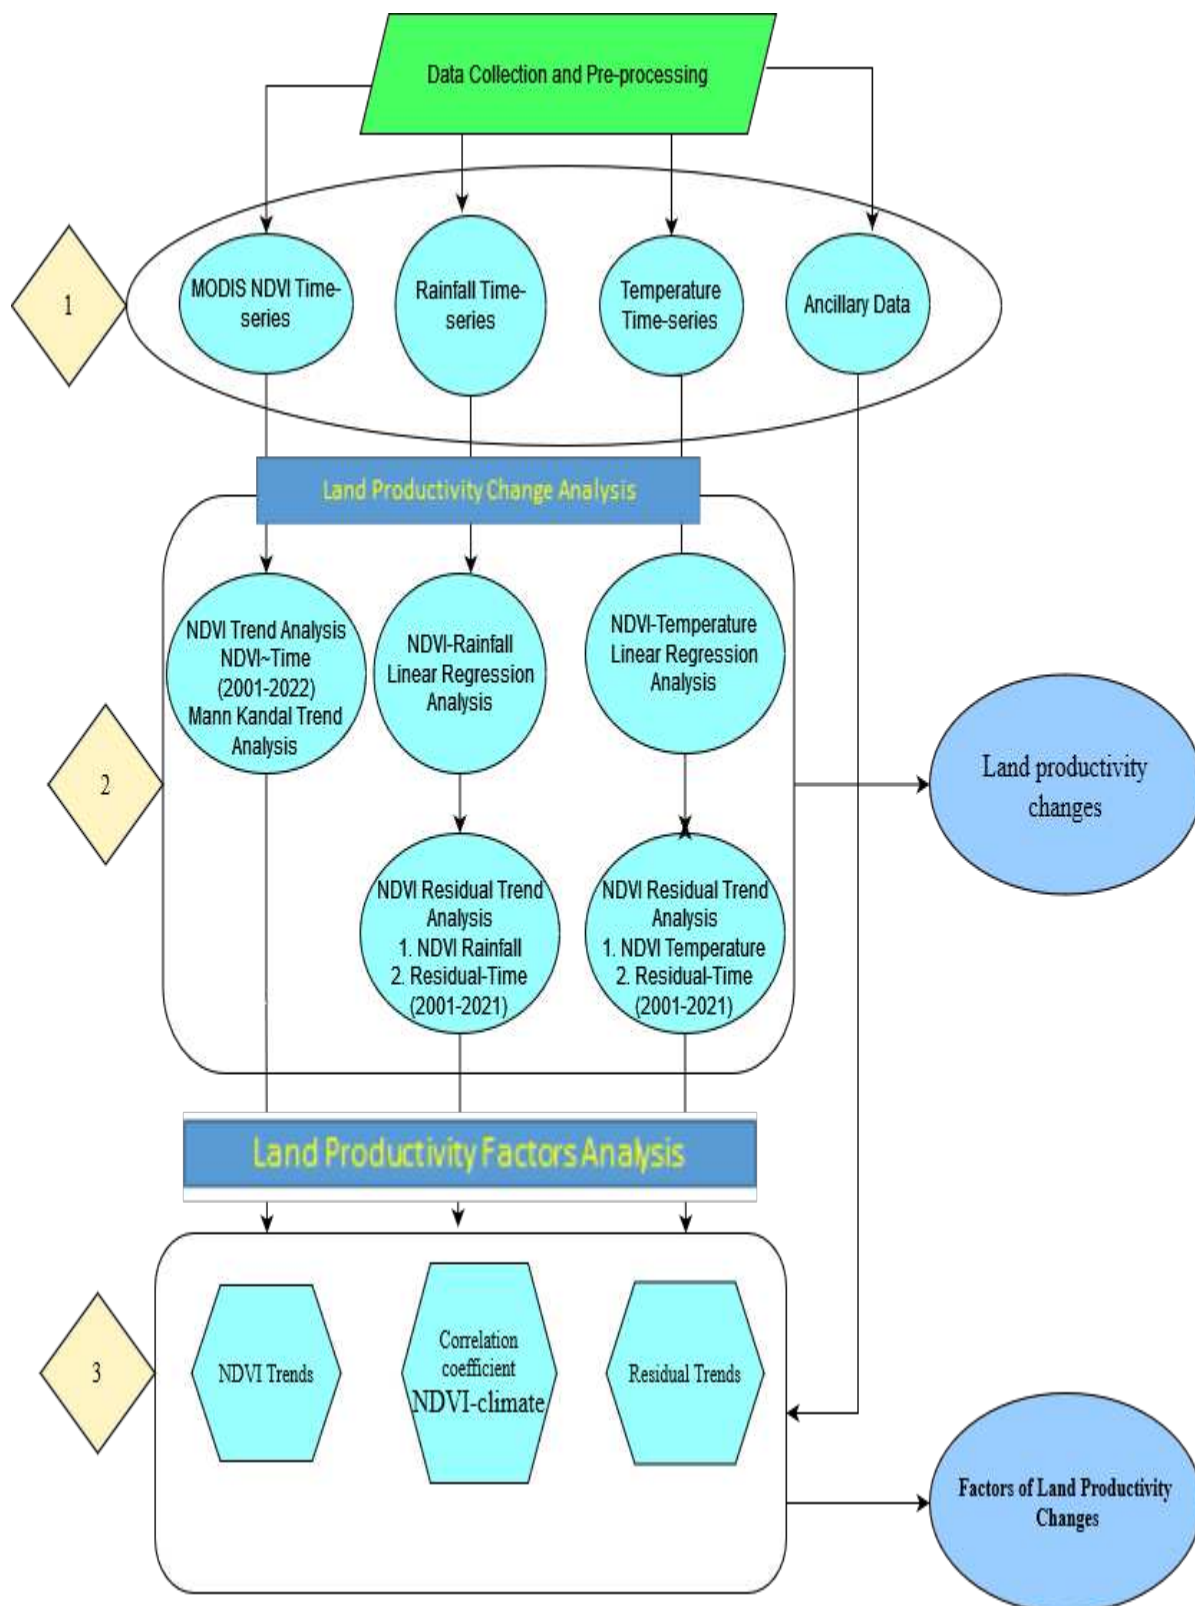 Data Collection and Pre-processing
1
MODIS NDVI Time-
series
Rainfall Time-
series
Temperature
Time-series
Ancillary Data
Land Productivity Change Analysis
2
NDVI Trend Analysis
NDVI~Time
(2001-2022)
Mann Kandal Trend
Analysis
NDVI-Rainfall
Linear Regression
Analysis
NDVI-Temperature
Linear Regression
Analysis
Land productivity
changes
NDVI Residual Trend
Analysis
1. NDVI Rainfall
2. Residual-Time
(2001-2021)
NDVI Residual Trend
Analysis
1. NDVI Temperature
2. Residual-Time
(2001-2021)
Land Productivity Factors Analysis
3
NDVI Trends
Correlation
coefficient
NDVI-climate
Residual Trends
Factors of Land Productivity
Changes